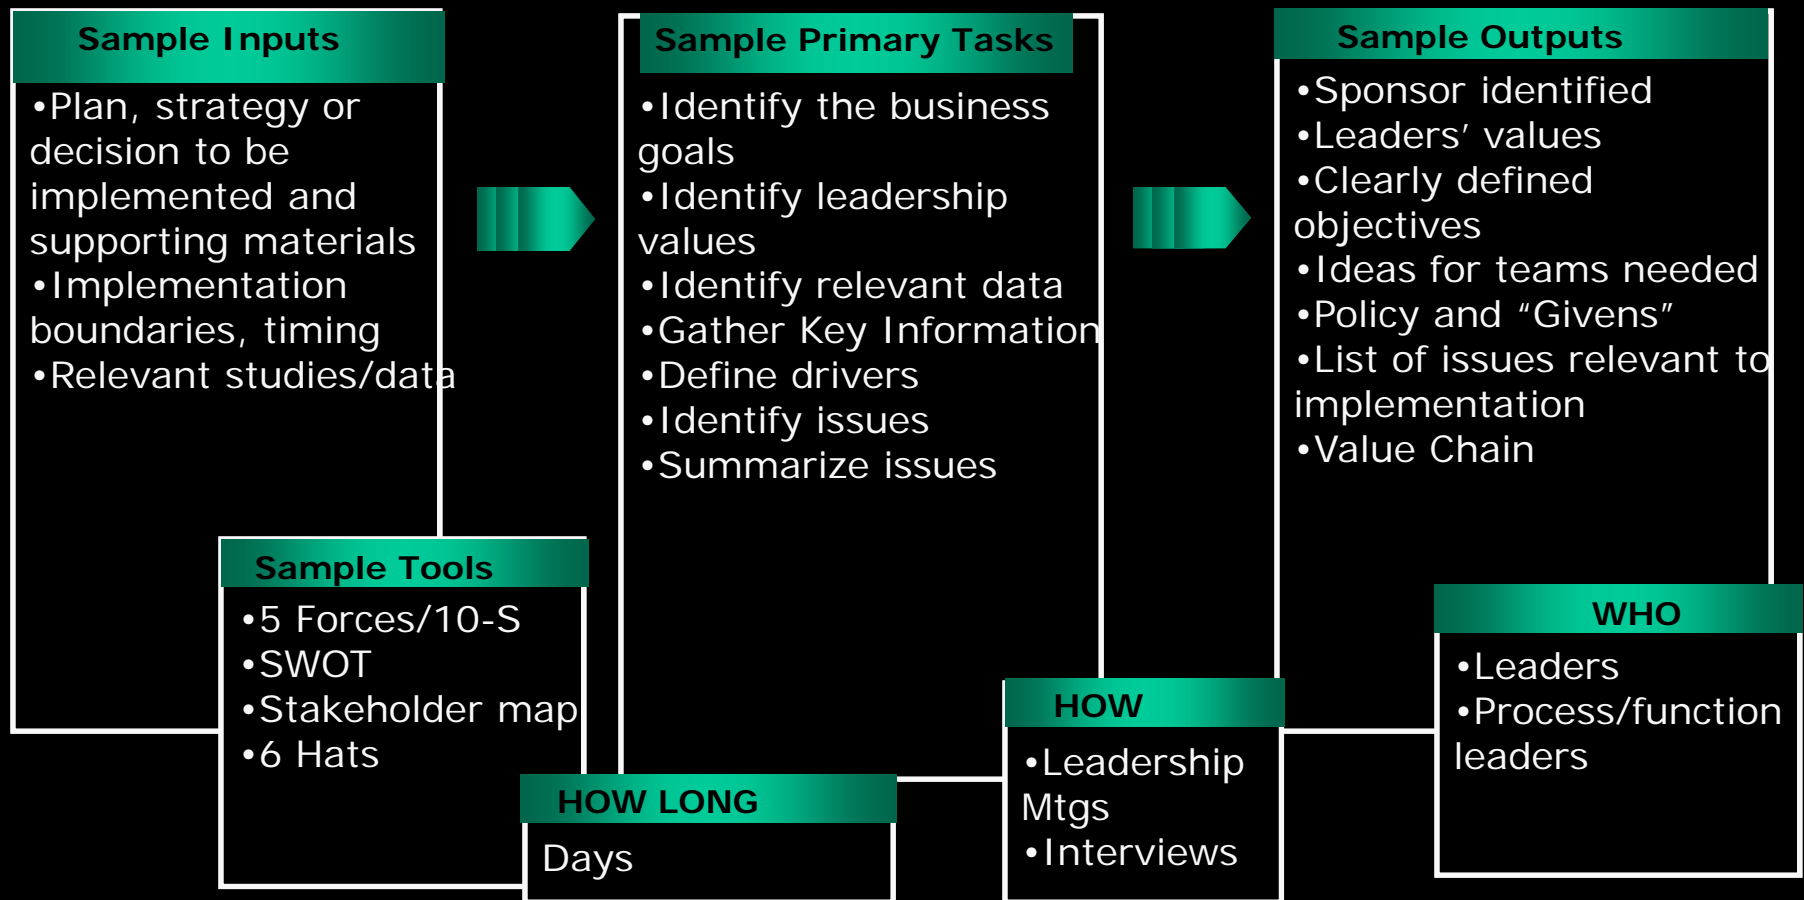 Sample Inputs
•Plan, strategy or
decision to be
implemented and
supporting materials
•Implementation
boundaries, timing
•Relevant studies/data
Sample Tools
•5 Forces/10-S
•SWOT
•Stakeholder map
•6 Hats
Sample Primary Tasks
•Identify the business
goals
•Identify leadership
values
•Identify relevant data
•Gather Key Information
•Define drivers
•Identify issues
•Summarize issues
HOW LONG
Days
HOW
•Leadership
Mtgs
•Interviews
Sample Outputs
•Sponsor identified
•Leaders’ values
•Clearly defined
objectives
•Ideas for teams needed
•Policy and “Givens”
•List of issues relevant to
implementation
•Value Chain
WHO
•Leaders
•Process/function
leaders